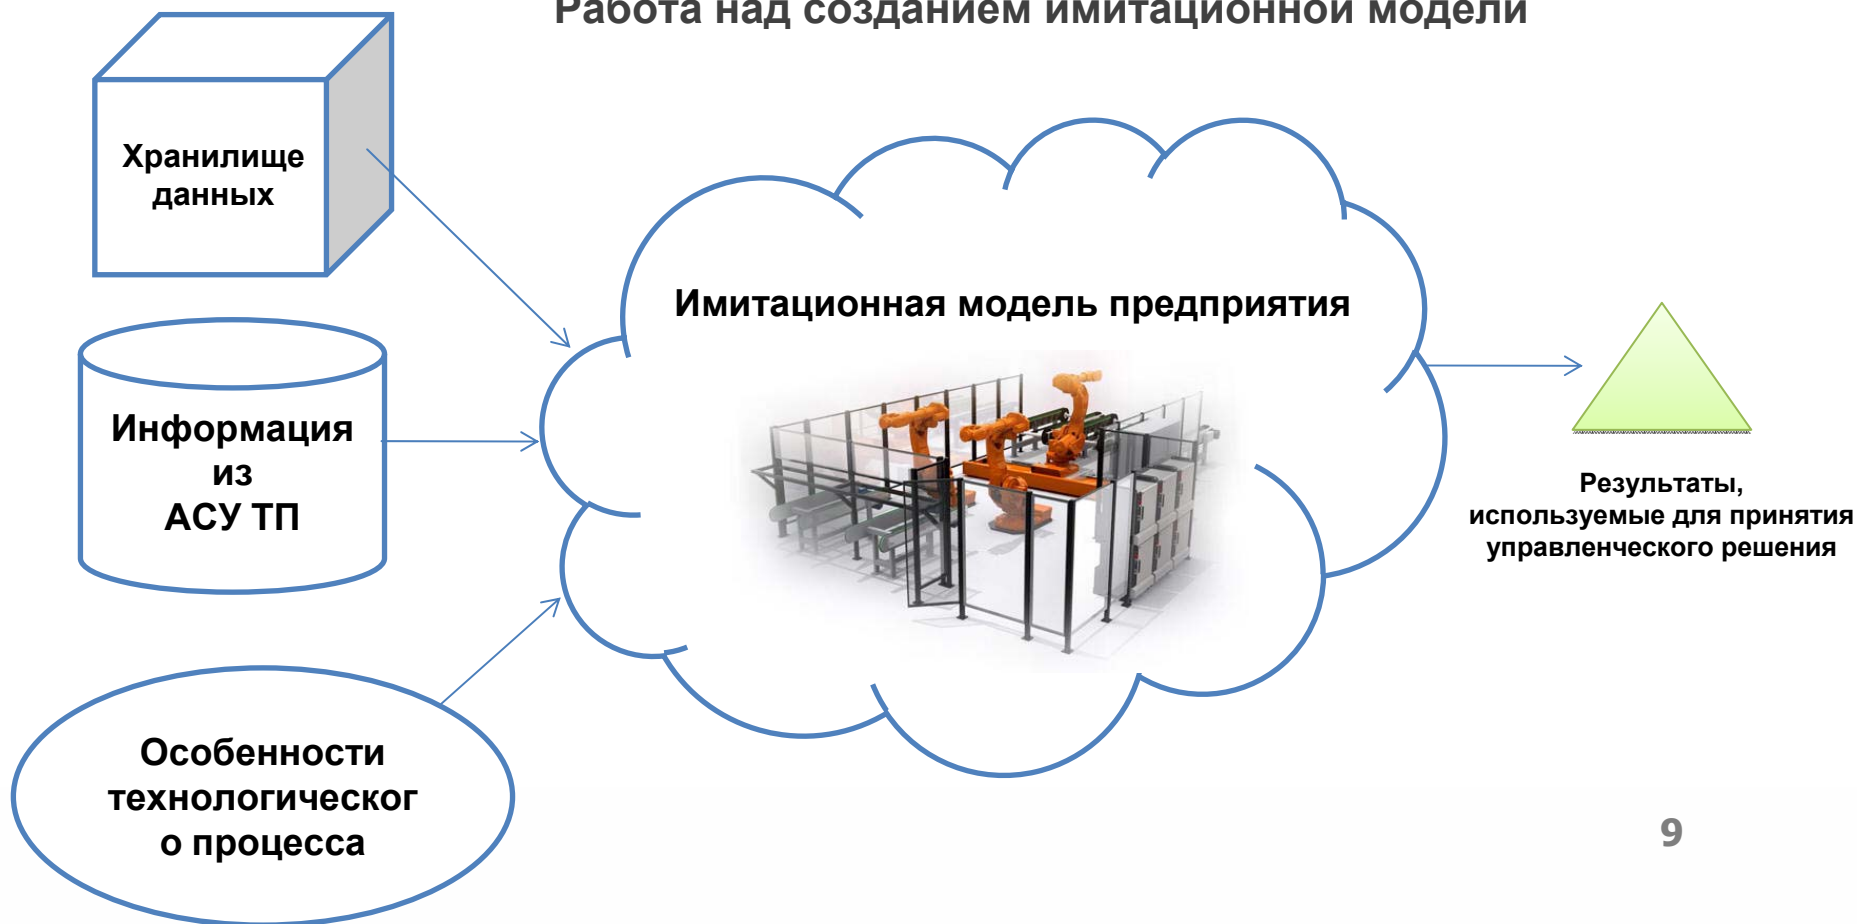 Работа над созданием имитационной модели
Хранилище
данных
Имитационная модель предприятия
Информация
из
АСУ ТП
Результаты,
используемые для принятия
управленческого решения
Особенности
технологическог
о процесса
9